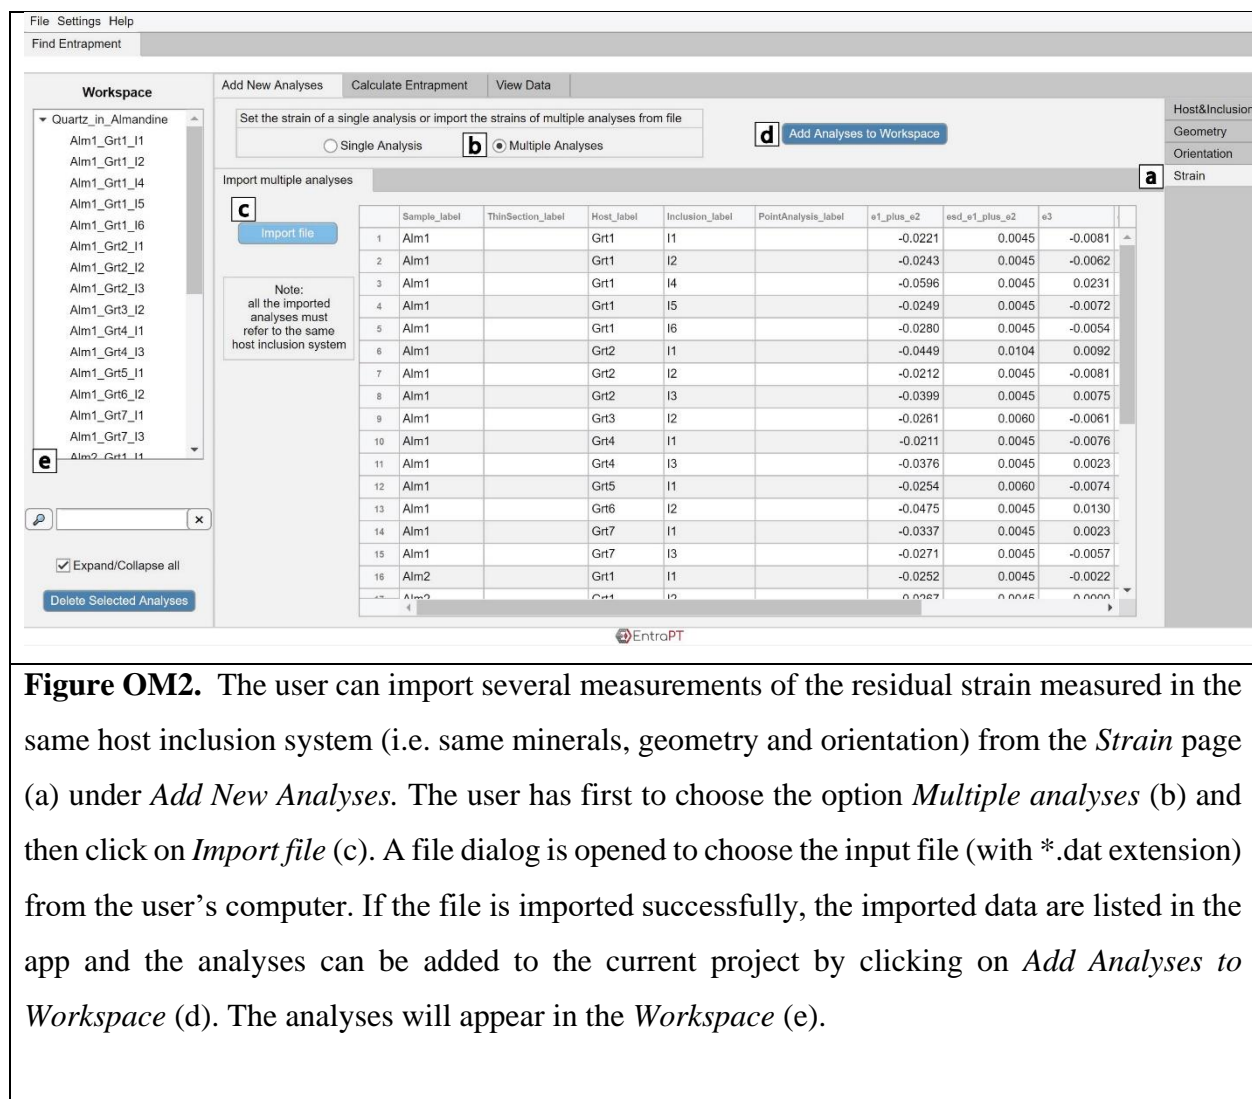 File Settings Help
Find Entrapment
Workspace
Quartz_in_Almandine
Alm1_Grt1_I1
Alm1_Grt1_I2
Alm1_Grt1_I4
Alm1_Grt1_I5
Alm1_Grt1_I6
Alm1_Grt2_I1
Alm1_Grt2_I2
Alm1_Grt2_I3
Alm1_Grt3_I2
Alm1_Grt4_I1
Alm1_Grt4_I3
Alm1_Grt5_I1
Alm1_Grt6_I2
Alm1_Grt7_I1
Alm1_Grt7_I3
Alm2_Grt1_I1
e
Expand/Collapse all
Delete Selected Analyses
Add New Analyses Calculate Entrapment View Data
Set the strain of a single analysis or import the strains of multiple analyses from file
Single Analysis b Multiple Analyses
d Add Analyses to Workspace
Host&Inclusion
Geometry
Orientation
a Strain
Import multiple analyses
c
Import file
Note:
all the imported
analyses must
refer to the same
host inclusion system
Sample_label ThinSection_label Host_label Inclusion_label PointAnalysis_label e1_plus_e2 esd_e1_plus_e2 e3
1 Alm1 Grt1 I1 -0.0221 0.0045 -0.0081
2 Alm1 Grt1 I2 -0.0243 0.0045 -0.0062
3 Alm1 Grt1 I4 -0.0596 0.0045 0.0231
4 Alm1 Grt1 I5 -0.0249 0.0045 -0.0072
5 Alm1 Grt1 I6 -0.0280 0.0045 -0.0054
6 Alm1 Grt2 I1 -0.0449 0.0104 0.0092
7 Alm1 Grt2 I2 -0.0212 0.0045 -0.0081
8 Alm1 Grt2 I3 -0.0399 0.0045 0.0075
9 Alm1 Grt3 I2 -0.0261 0.0060 -0.0061
10 Alm1 Grt4 I1 -0.0211 0.0045 -0.0076
11 Alm1 Grt4 I3 -0.0376 0.0045 0.0023
12 Alm1 Grt5 I1 -0.0254 0.0060 -0.0074
13 Alm1 Grt6 I2 -0.0475 0.0045 0.0130
14 Alm1 Grt7 I1 -0.0337 0.0045 0.0023
15 Alm1 Grt7 I3 -0.0271 0.0045 -0.0057
16 Alm2 Grt1 I1 -0.0252 0.0045 -0.0022
EntraPT
Figure OM2. The user can import several measurements of the residual strain measured in the
same host inclusion system (i.e. same minerals, geometry and orientation) from the Strain page
(a) under Add New Analyses. The user has first to choose the option Multiple analyses (b) and
then click on Import file (c). A file dialog is opened to choose the input file (with *.dat extension)
from the user's computer. If the file is imported successfully, the imported data are listed in the
app and the analyses can be added to the current project by clicking on Add Analyses to
Workspace (d). The analyses will appear in the Workspace (e).